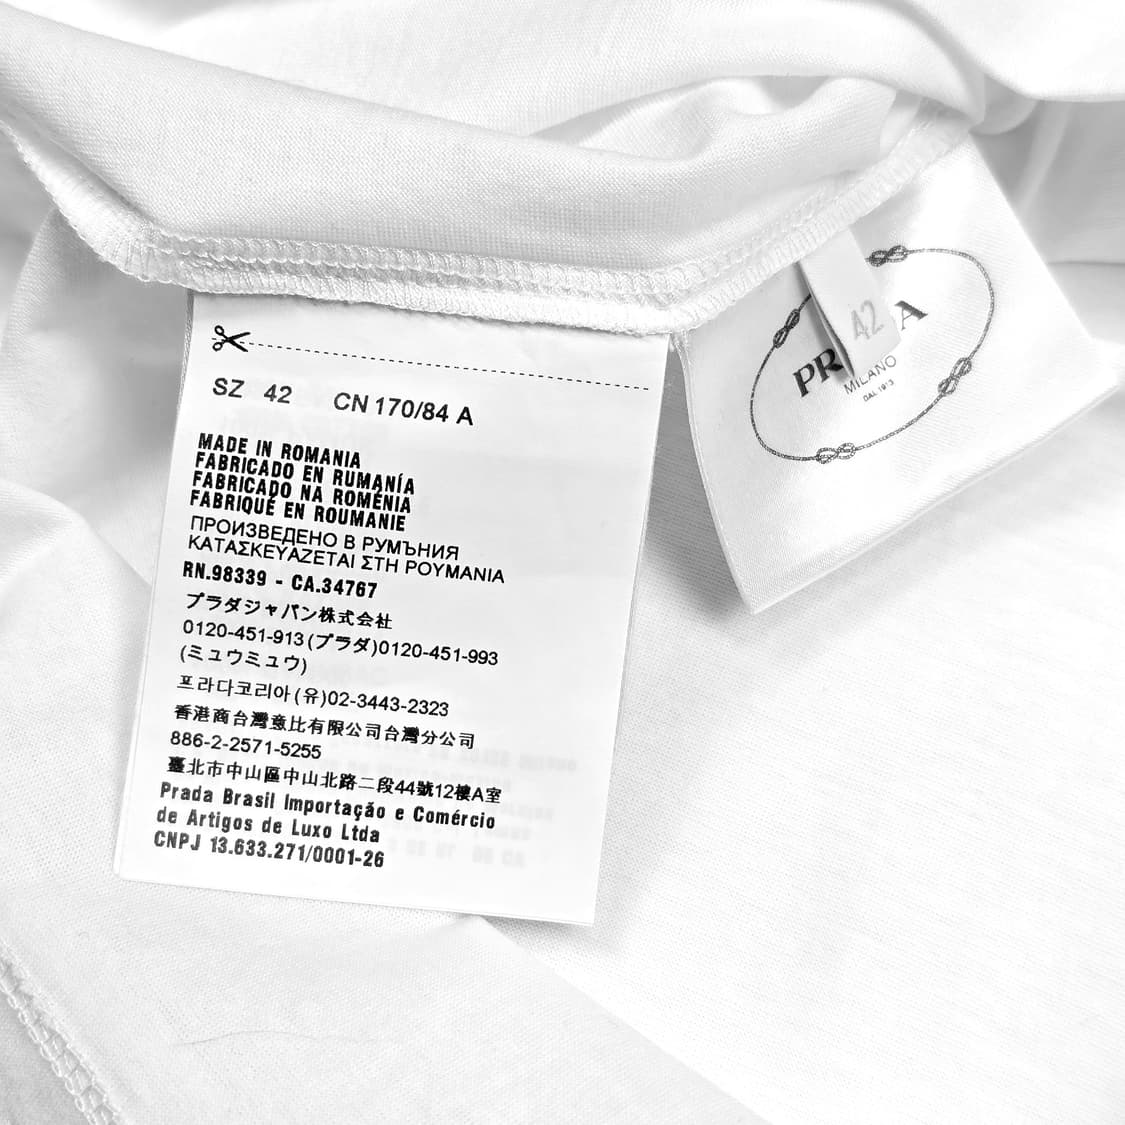 SZ 42 CN 170/84 A
MADE IN ROMANIA
FABRICADO EN RUMANÍA
FABRICADO NA ROMÉNIA
FABRIQUÉ EN ROUMANIE
ПРОИЗВЕДЕНО В РУМЪНИЯ
ΚΑΤΑΣΚΕΥΑΖΕΤΑΙ ΣΤΗ ΡΟΥΜΑΝΙΑ
RN.98339 - CA.34767
プラダジャパン株式会社
0120-451-913(プラダ)0120-451-993
(ミュウミュウ)
프라다코리아(유)02-3443-2323
香港商台灣意比有限公司台灣分公司
886-2-2571-5255
臺北市中山區中山北路二段44號12樓A室
Prada Brasil Importação e Comércio
de Artigos de Luxo Ltda
CNPJ 13.633.271/0001-26
42
MILANO
DAL 1913